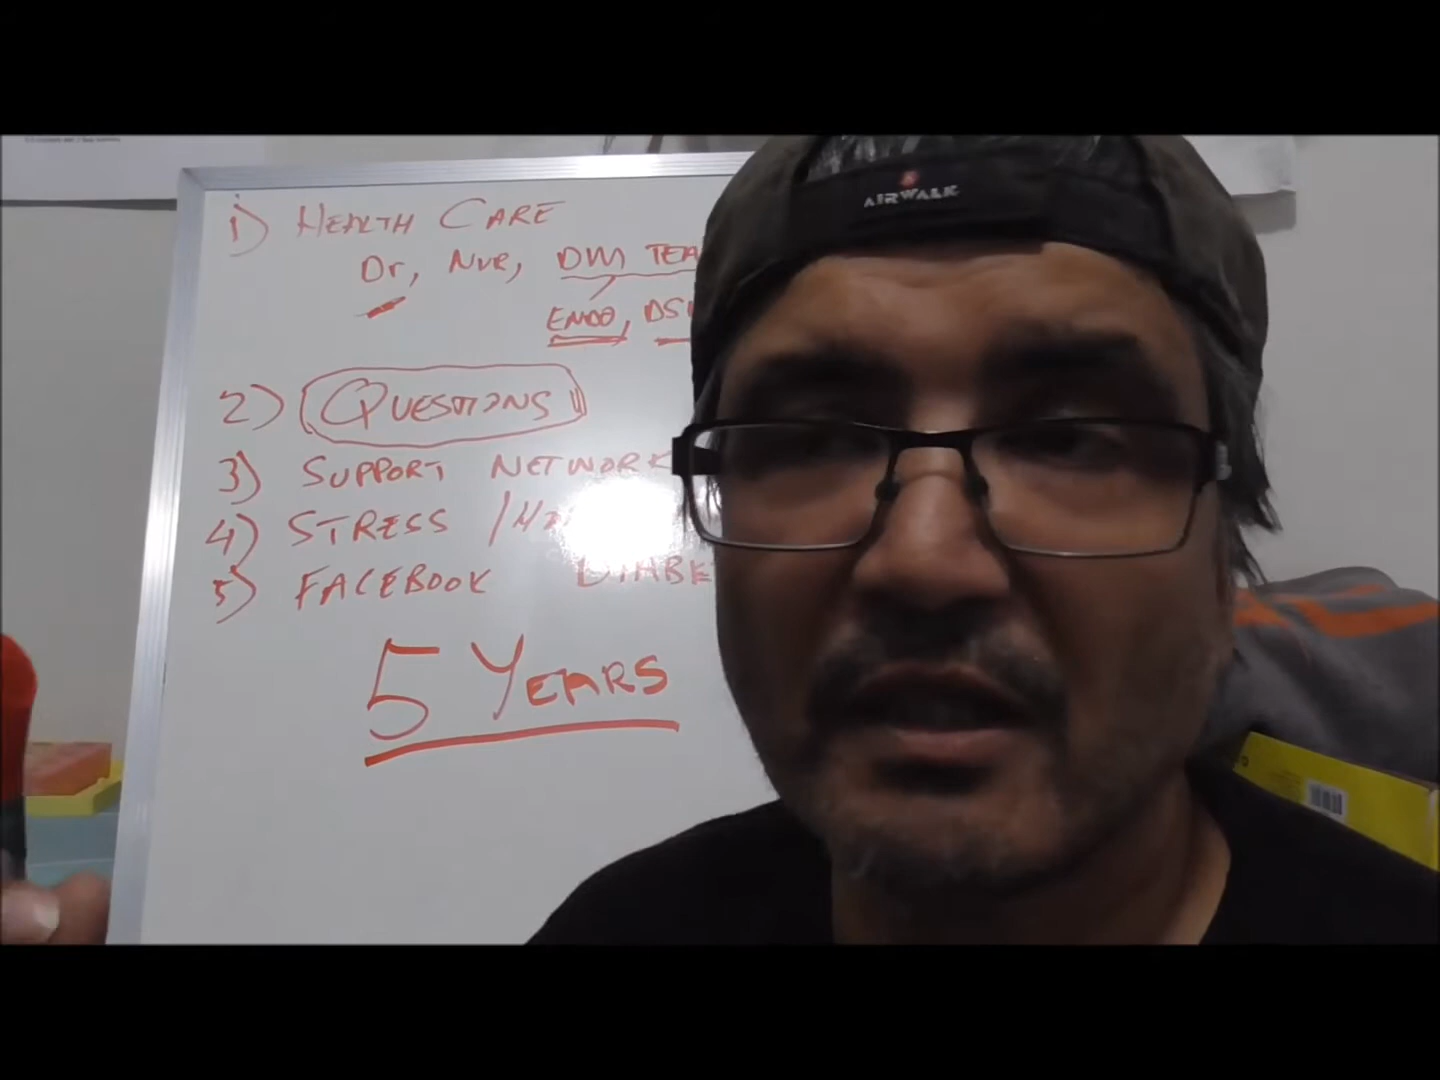 1) HEALTH CARE
Dr, NUR, DM TEA
ENDO, DS
2) QUESTIONS
3) SUPPORT NETWORK
4) STRESS /
5) FACEBOOK DIABE
5 YEARS
AIRWALK